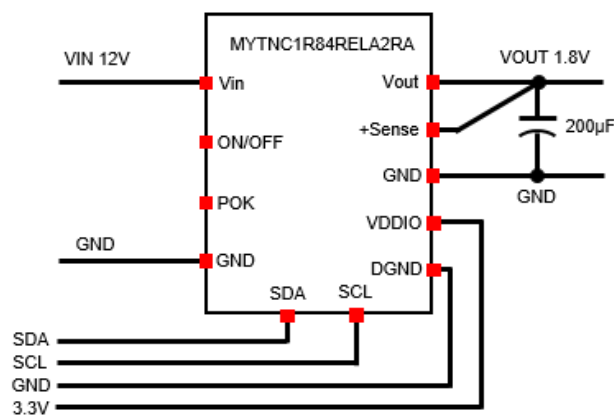 MYTNC1R84RELA2RA
VIN 12V
VOUT 1.8V
Vin
Vout
+Sense
200µF
ON/OFF
GND
GND
POK
VDDIO
GND
GND
DGND
SDA
SCL
SDA
SCL
GND
3.3V